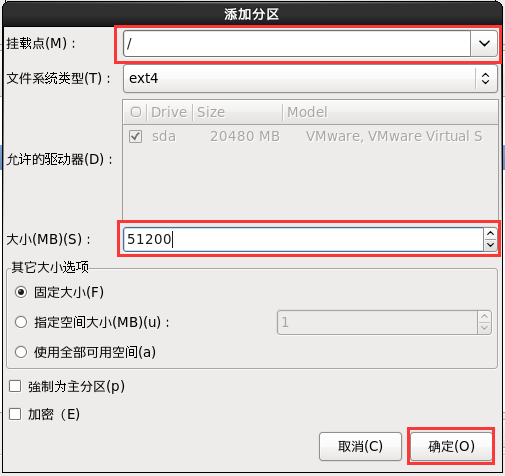 添加分区
挂载点(M)：
/
文件系统类型(T)：
ext4
允许的驱动器(D)：
Drive Size Model
sda 20480 MB VMware, VMware Virtual S
大小(MB)(S)：
51200
其它大小选项
固定大小(F)
指定空间大小(MB)(u)：
1
使用全部可用空间(a)
強制为主分区(p)
加密（E)
取消(C)
确定(O)